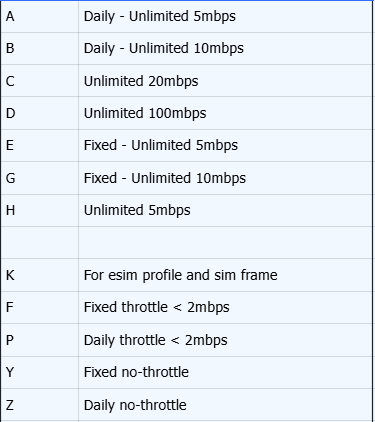 A Daily - Unlimited 5mbps
B Daily - Unlimited 10mbps
C Unlimited 20mbps
D Unlimited 100mbps
E Fixed - Unlimited 5mbps
G Fixed - Unlimited 10mbps
H Unlimited 5mbps
K For esim profile and sim frame
F Fixed throttle < 2mbps
P Daily throttle < 2mbps
Y Fixed no-throttle
Z Daily no-throttle